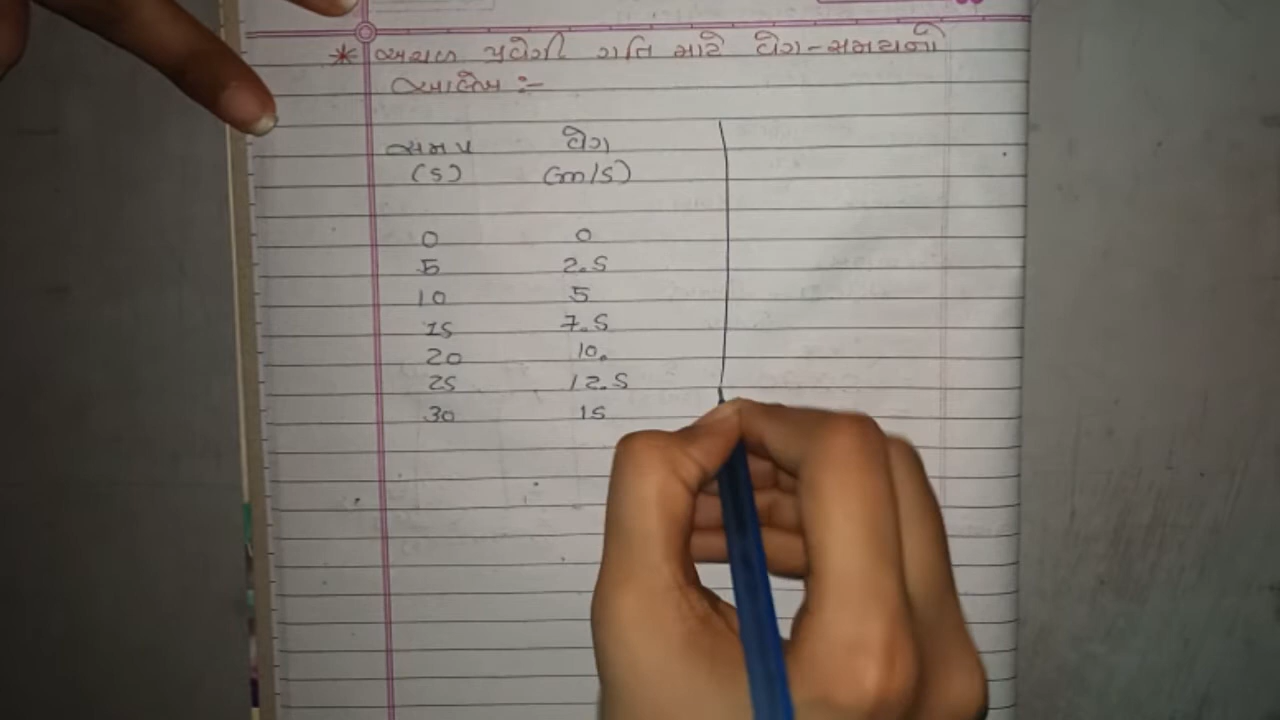 * અચળ પ્રવેગી ગતિ માટે વેગ-સમયનો
આલેખ :-
સમય વેગ
(s) (m/s)
0 0
5 2.5
10 5
15 7.5
20 10.
25 12.5
30 15